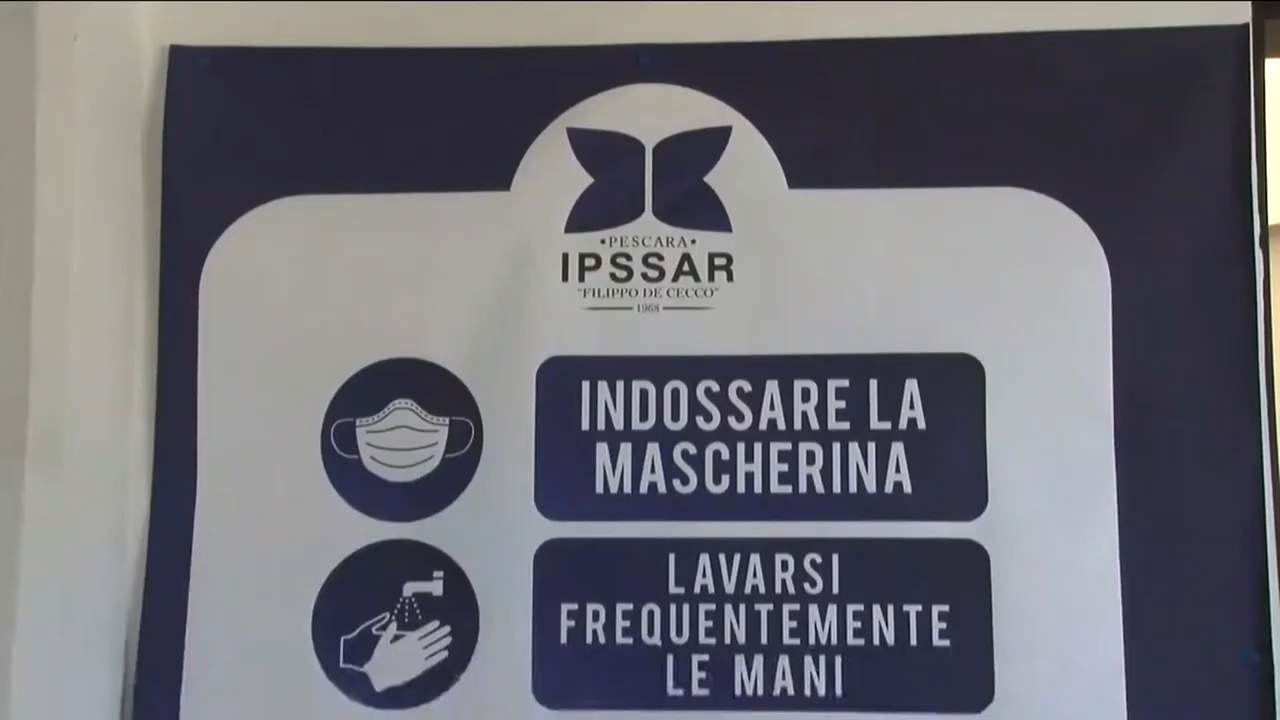 •PESCARA•
IPSSAR
"FILIPPO DE CECCO"
1968
INDOSSARE LA
MASCHERINA
LAVARSI
FREQUENTEMENTE
LE MANI